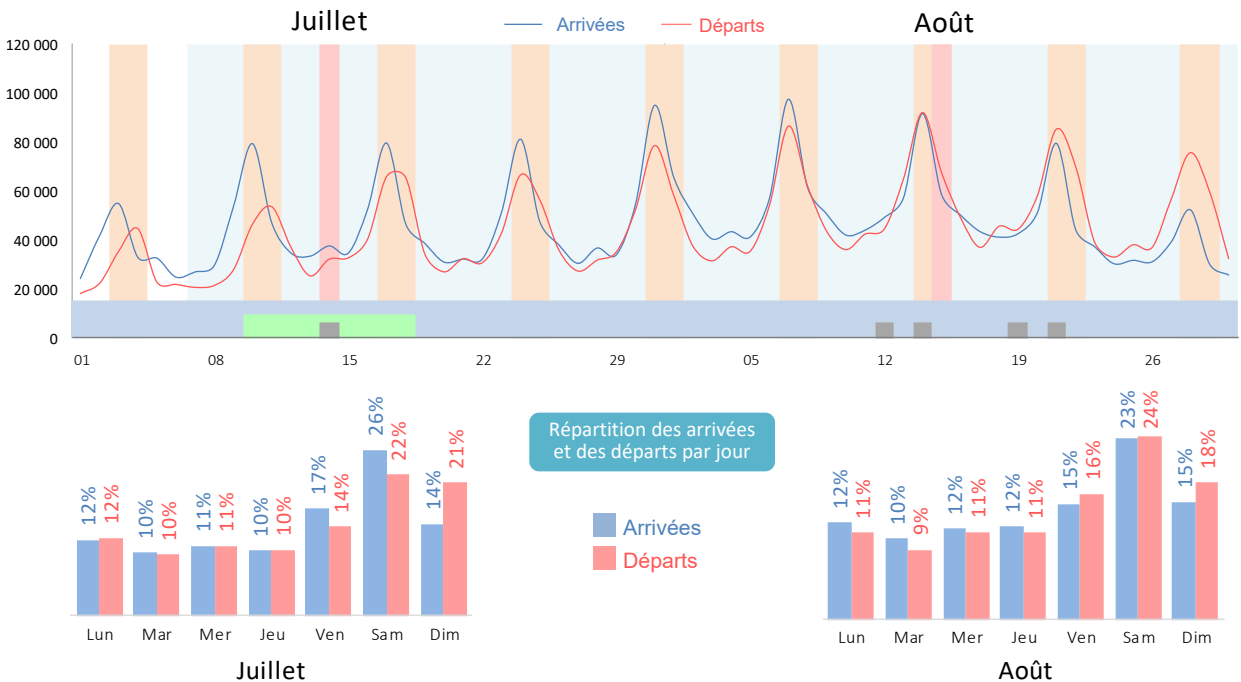 Juillet
Arrivées
Départs
Août
120 000
100 000
80 000
60 000
40 000
20 000
0
01 08 15 22 29 05 12 19 26
Répartition des arrivées
et des départs par jour
Arrivées
Départs
12% 12% 10% 10% 11% 11% 10% 10% 17% 14% 26% 22% 14% 21%
Lun Mar Mer Jeu Ven Sam Dim
Juillet
12% 11% 10% 9% 12% 11% 12% 11% 15% 16% 23% 24% 15% 18%
Lun Mar Mer Jeu Ven Sam Dim
Août